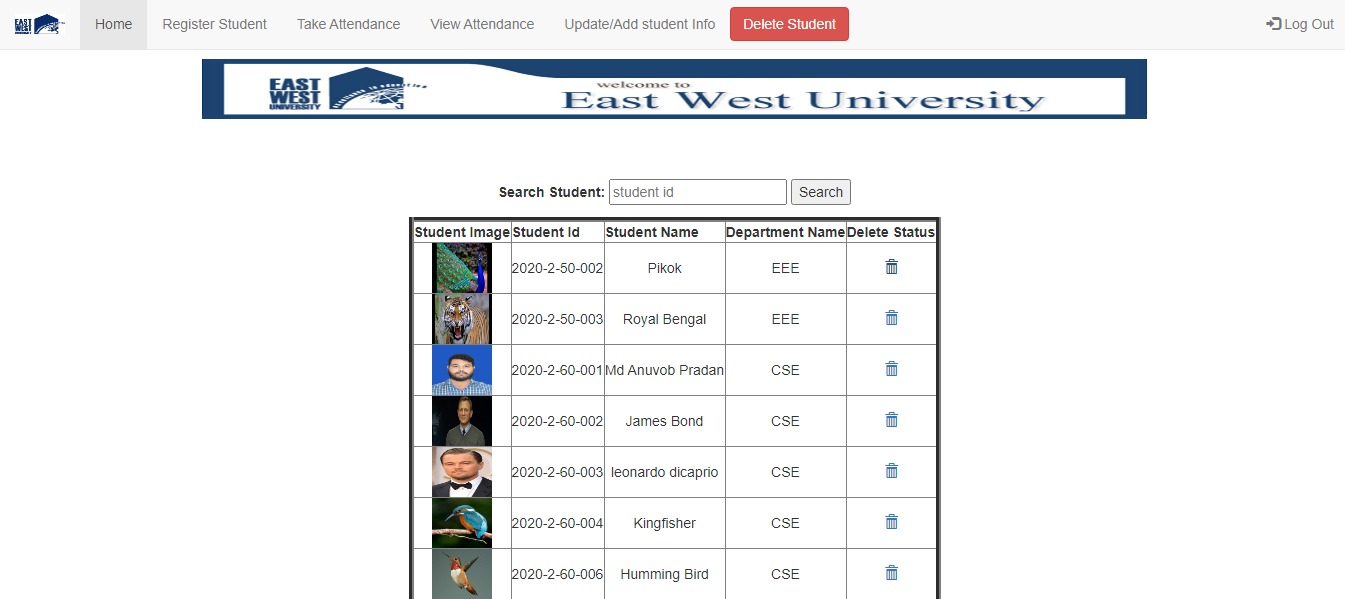 EAST WEST UNIVERSITY Home Register Student Take Attendance View Attendance Update/Add student Info Delete Student Log Out
EAST
WEST
UNIVERSITY
welcome to
East West University
Search Student: student id Search
Student Image Student Id Student Name Department Name Delete Status
2020-2-50-002 Pikok EEE
2020-2-50-003 Royal Bengal EEE
2020-2-60-001 Md Anuvob Pradan CSE
2020-2-60-002 James Bond CSE
2020-2-60-003 leonardo dicaprio CSE
2020-2-60-004 Kingfisher CSE
2020-2-60-006 Humming Bird CSE